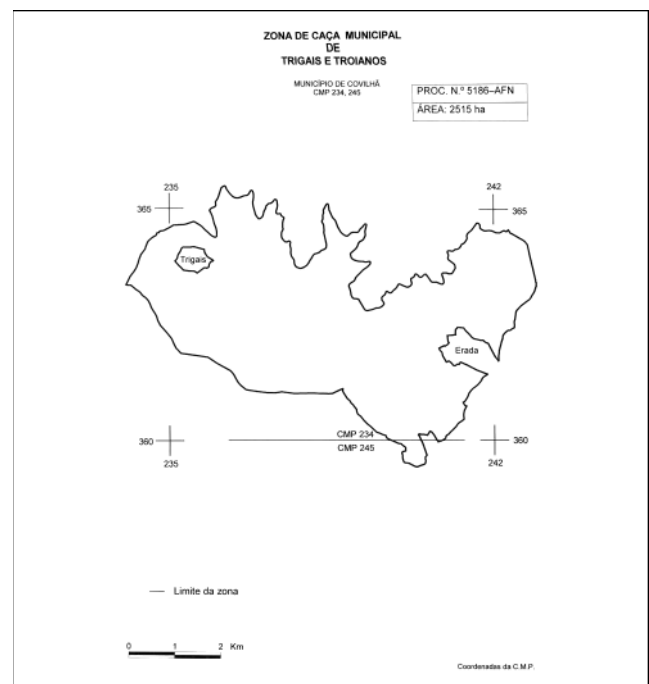 ZONA DE CAÇA MUNICIPAL
DE
TRIGAIS E TROIANOS
MUNICÍPIO DE COVILHÃ
CMP 234, 245
PROC. N.º 5186–AFN
ÁREA: 2515 ha
235
242
365
365
Trigais
Erada
CMP 234
360
360
CMP 245
235
242
Limite da zona
0 1 2 Km
Coordenadas da C.M.P.